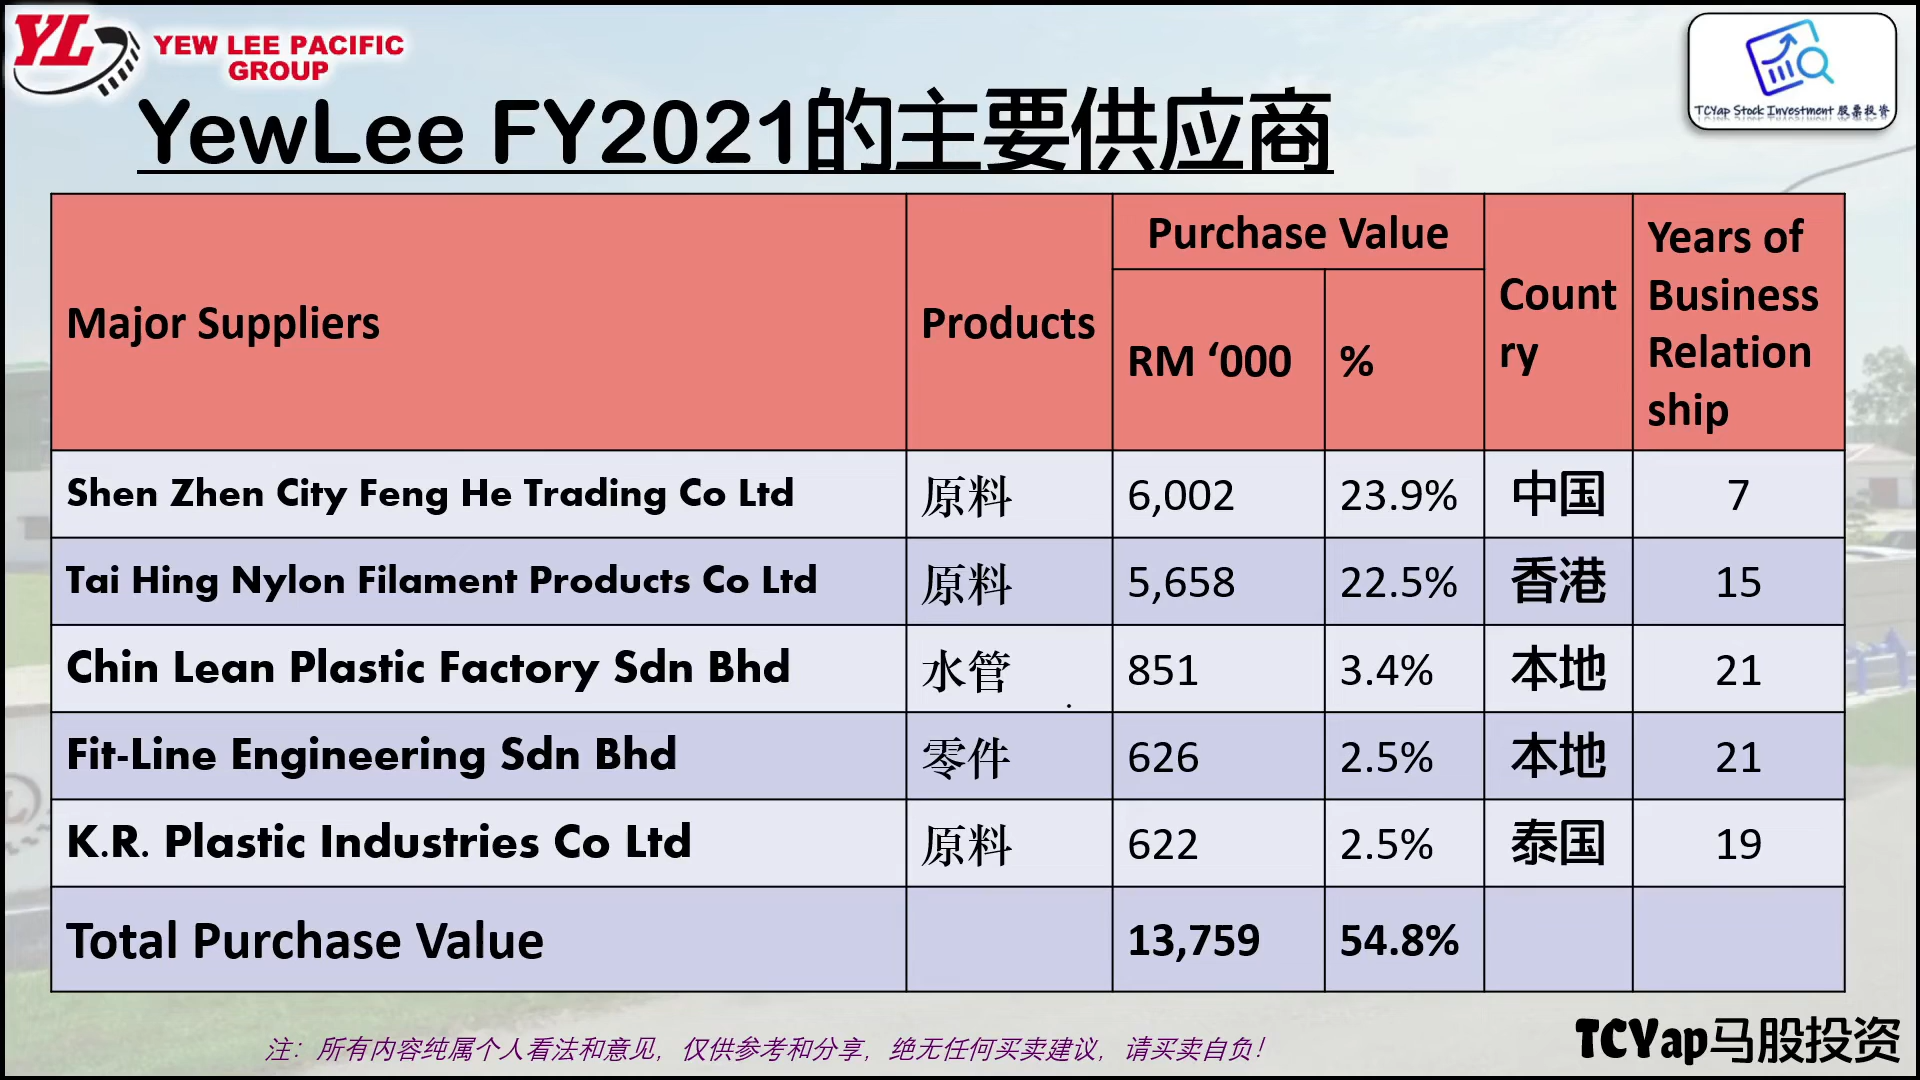 YL YEW LEE PACIFIC
GROUP
TCYap Stock Investment 股票投资
YewLee FY2021的主要供应商
Major Suppliers
Products
Purchase Value
RM ‘000
%
Count
ry
Years of
Business
Relation
ship
Shen Zhen City Feng He Trading Co Ltd 原料 6,002 23.9% 中国 7
Tai Hing Nylon Filament Products Co Ltd 原料 5,658 22.5% 香港 15
Chin Lean Plastic Factory Sdn Bhd 水管 851 3.4% 本地 21
Fit-Line Engineering Sdn Bhd 零件 626 2.5% 本地 21
K.R. Plastic Industries Co Ltd 原料 622 2.5% 泰国 19
Total Purchase Value 13,759 54.8%
注：所有内容纯属个人看法和意见，仅供参考和分享，绝无任何买卖建议，请买卖自负！
TCYap马股投资